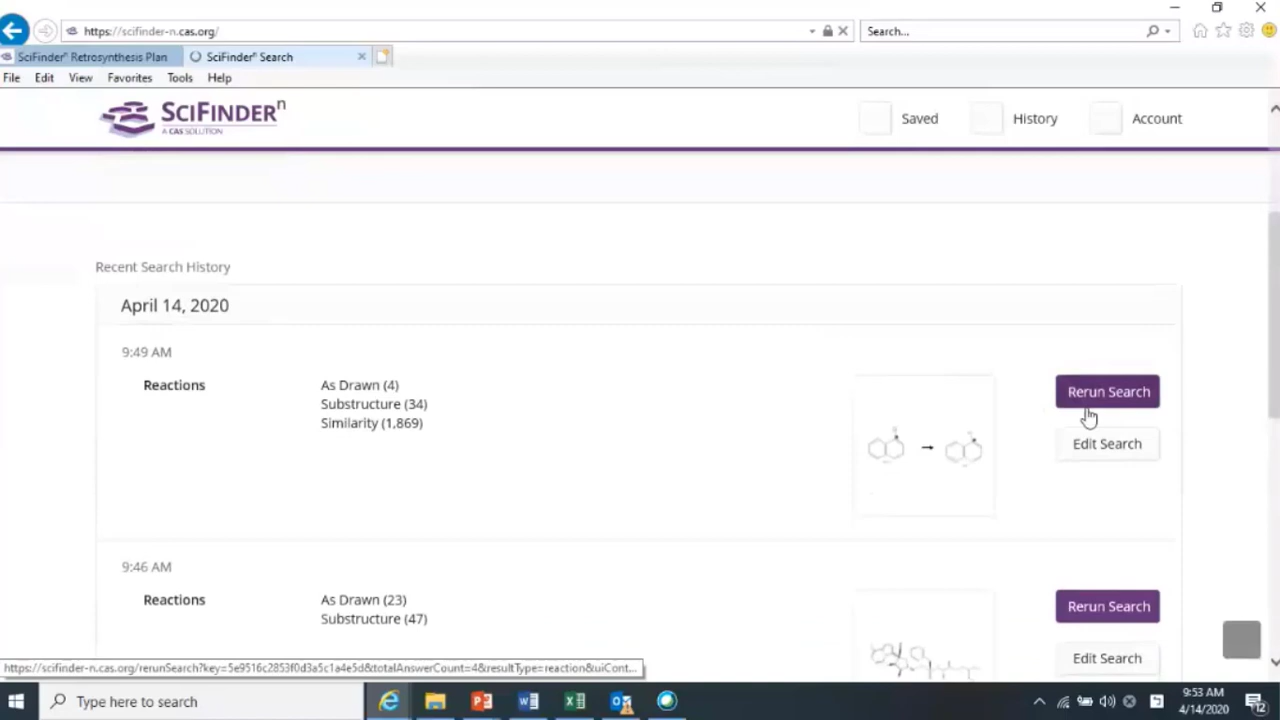 https://scifinder-n.cas.org/
Search...
SciFinderⁿ Retrosynthesis Plan
SciFinderⁿ Search
File Edit View Favorites Tools Help
SCIFINDERⁿ
A CAS SOLUTION
Saved
History
Account
Recent Search History
April 14, 2020
9:49 AM
Reactions
As Drawn (4)
Substructure (34)
Similarity (1,869)
Rerun Search
Edit Search
9:46 AM
Reactions
As Drawn (23)
Substructure (47)
Rerun Search
Edit Search
https://scifinder-n.cas.org/rerunSearch?key=5e9516c2853f0d3a5c1a4e5d&totalAnswerCount=4&resultType=reaction&uiCont...
Type here to search
9:53 AM
4/14/2020
12